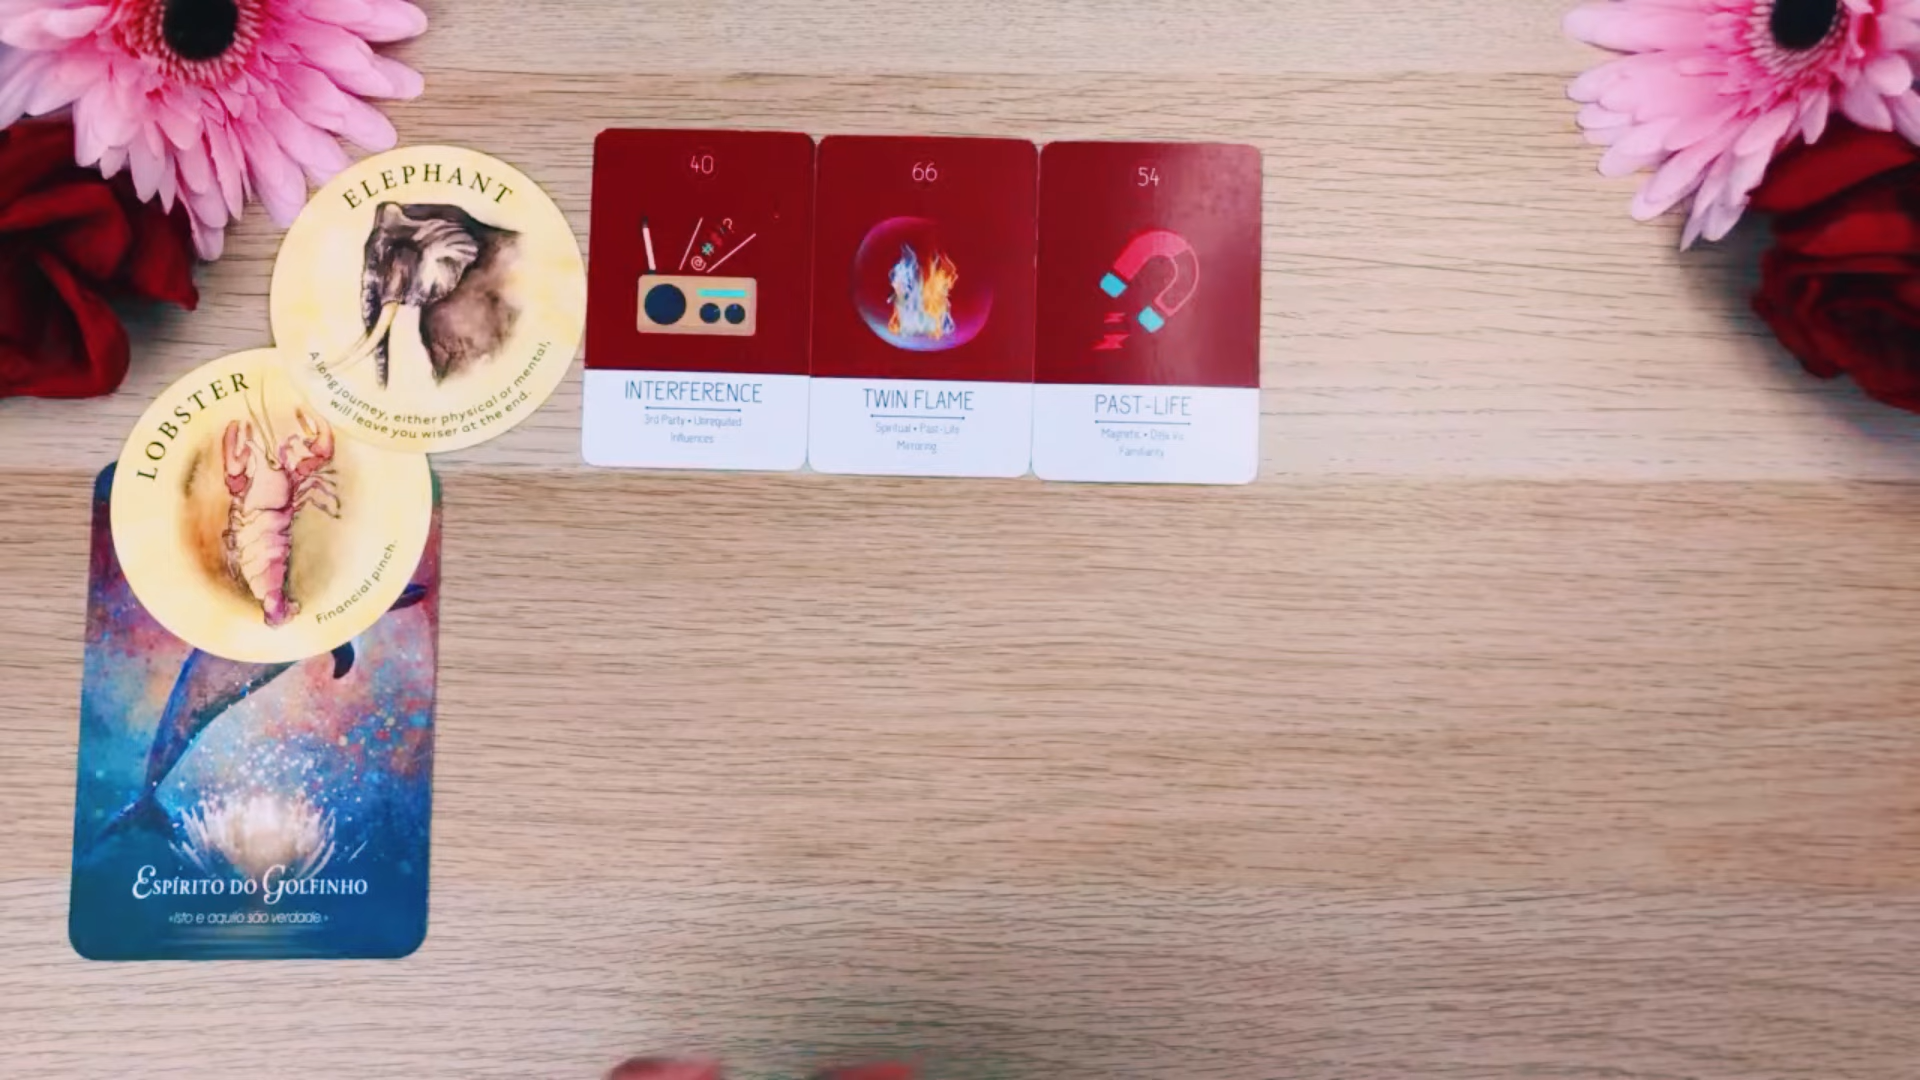 ELEPHANT
A long journey, either physical or mental,
will leave you wiser at the end.
LOBSTER
Financial pinch.
ESPÍRITO DO GOLFINHO
«Isto e aquilo são verdade.»
40
INTERFERENCE
3rd Party • Unrequited
Influences
66
TWIN FLAME
Spiritual • Past-Life
Mirroring
54
PAST-LIFE
Magnetic • Déjà vu
Familiarity